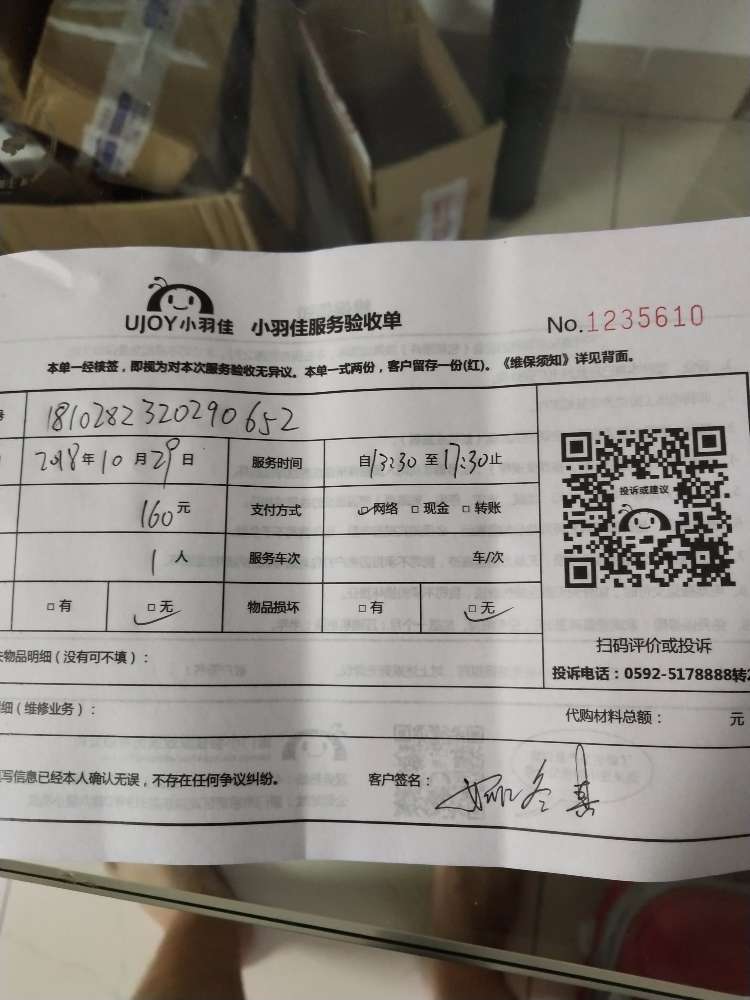 UJOY小羽佳 小羽佳服务验收单 No.1235610
本单一经核签，即视为对本次服务验收无异议。本单一式两份，客户留存一份(红)。《维保须知》详见背面。
号 1810282320290652
2018年10月29日 服务时间 自13:30至17:30止
160元 支付方式 □网络 □现金 □转账
1人 服务车次 车/次
□有 □无 物品损坏 □有 □无
投诉或建议
扫码评价或投诉
投诉电话：0592-5178888转2
失物品明细（没有可不填）：
细（维修业务）： 代购材料总额： 元
写信息已经本人确认无误，不存在任何争议纠纷。 客户签名：